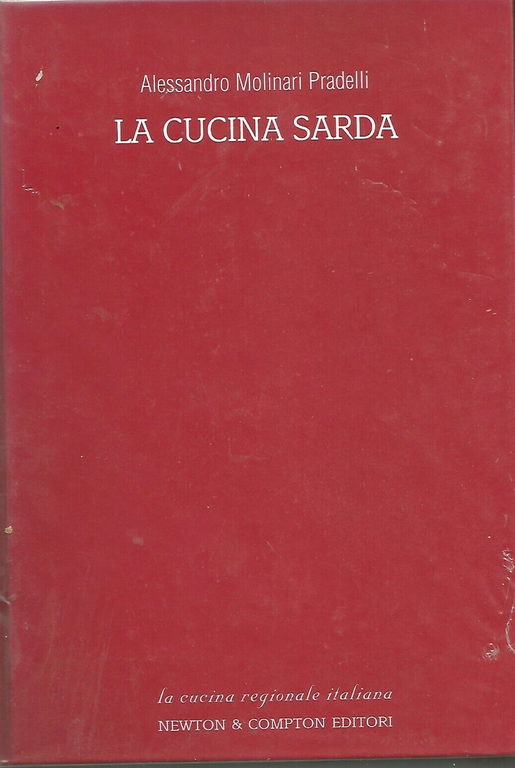 Alessandro Molinari Pradelli
LA CUCINA SARDA
la cucina regionale italiana
NEWTON & COMPTON EDITORI